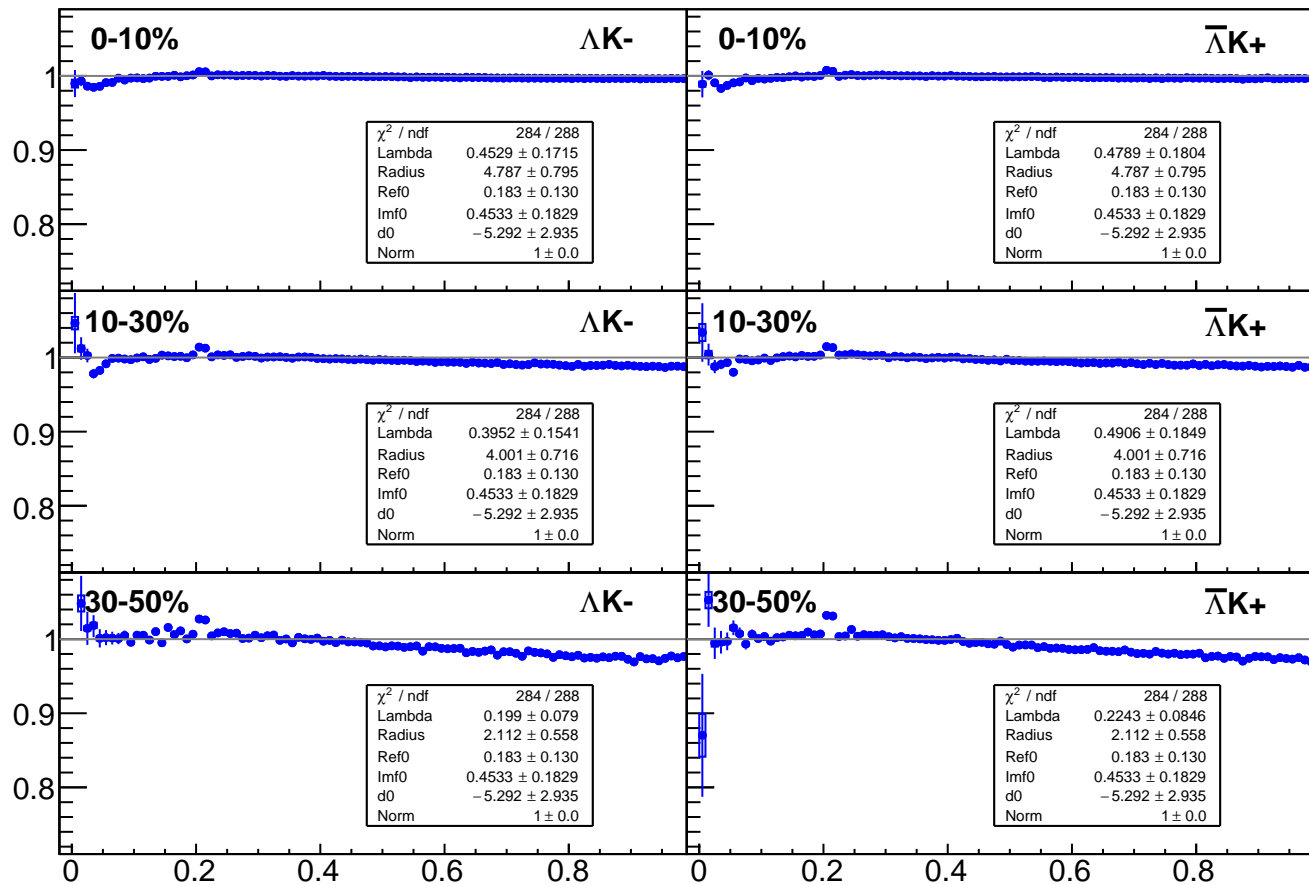 0-10% ΛK-
1
0.9
0.8
χ² / ndf 284 / 288
Lambda 0.4529 ± 0.1715
Radius 4.787 ± 0.795
Ref0 0.183 ± 0.130
Imf0 0.4533 ± 0.1829
d0 −5.292 ± 2.935
Norm 1 ± 0.0
0-10% Λ̅K+
χ² / ndf 284 / 288
Lambda 0.4789 ± 0.1804
Radius 4.787 ± 0.795
Ref0 0.183 ± 0.130
Imf0 0.4533 ± 0.1829
d0 −5.292 ± 2.935
Norm 1 ± 0.0
10-30% ΛK-
1
0.9
0.8
χ² / ndf 284 / 288
Lambda 0.3952 ± 0.1541
Radius 4.001 ± 0.716
Ref0 0.183 ± 0.130
Imf0 0.4533 ± 0.1829
d0 −5.292 ± 2.935
Norm 1 ± 0.0
10-30% Λ̅K+
χ² / ndf 284 / 288
Lambda 0.4906 ± 0.1849
Radius 4.001 ± 0.716
Ref0 0.183 ± 0.130
Imf0 0.4533 ± 0.1829
d0 −5.292 ± 2.935
Norm 1 ± 0.0
30-50% ΛK-
1
0.9
0.8
χ² / ndf 284 / 288
Lambda 0.199 ± 0.079
Radius 2.112 ± 0.558
Ref0 0.183 ± 0.130
Imf0 0.4533 ± 0.1829
d0 −5.292 ± 2.935
Norm 1 ± 0.0
30-50% Λ̅K+
χ² / ndf 284 / 288
Lambda 0.2243 ± 0.0846
Radius 2.112 ± 0.558
Ref0 0.183 ± 0.130
Imf0 0.4533 ± 0.1829
d0 −5.292 ± 2.935
Norm 1 ± 0.0
0 0.2 0.4 0.6 0.8 0 0.2 0.4 0.6 0.8